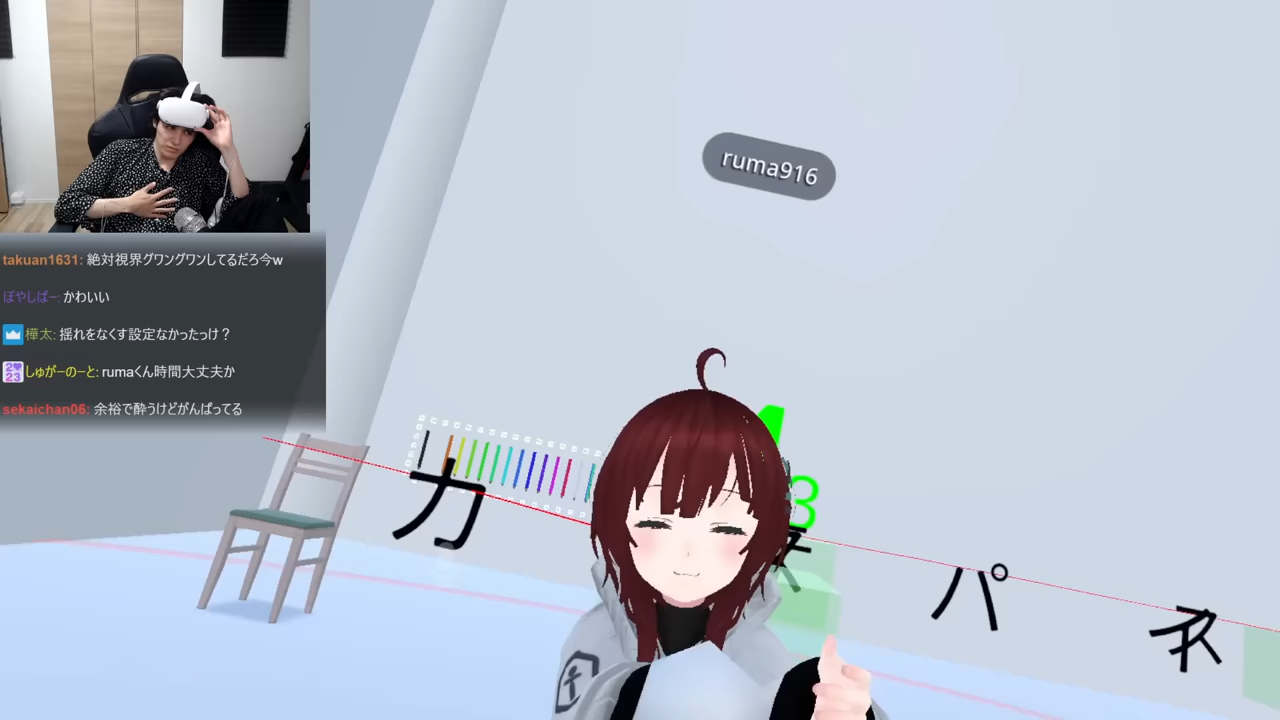 takuan1631: 絶対視界グワングワンしてるだろ今w
ぽやしぱー: かわいい
樺太: 揺れをなくす設定なかったっけ？
しゅがーのーと: rumaくん時間大丈夫か
sekaichan06: 余裕で酔うけどがんばってる
ruma916
カ
3
パ
ネ